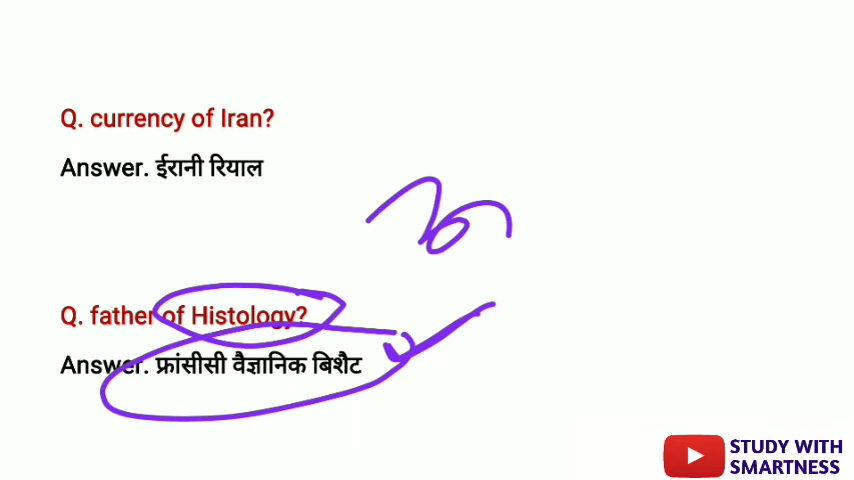 Q. currency of Iran?
Answer. ईरानी रियाल
Q. father of Histology?
Answer. फ्रांसीसी वैज्ञानिक बिशैट
STUDY WITH
SMARTNESS